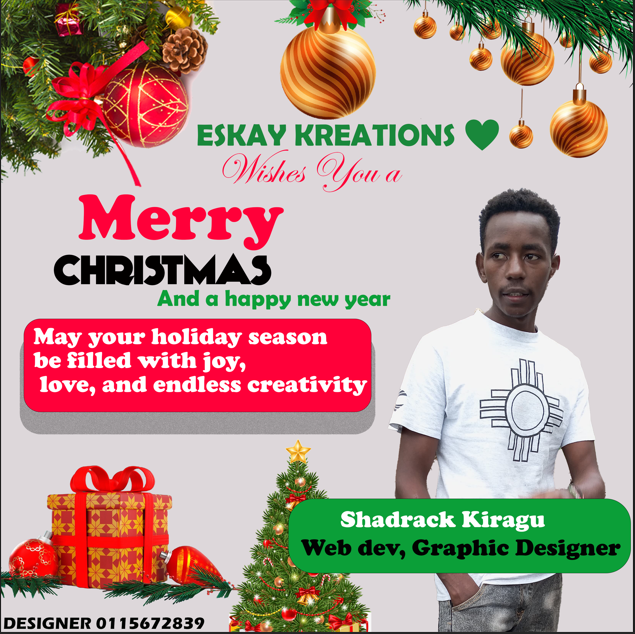 ESKAY KREATIONS
Wishes You a
Merry
CHRISTMAS
And a happy new year
May your holiday season
be filled with joy,
love, and endless creativity
Shadrack Kiragu
Web dev, Graphic Designer
DESIGNER 0115672839